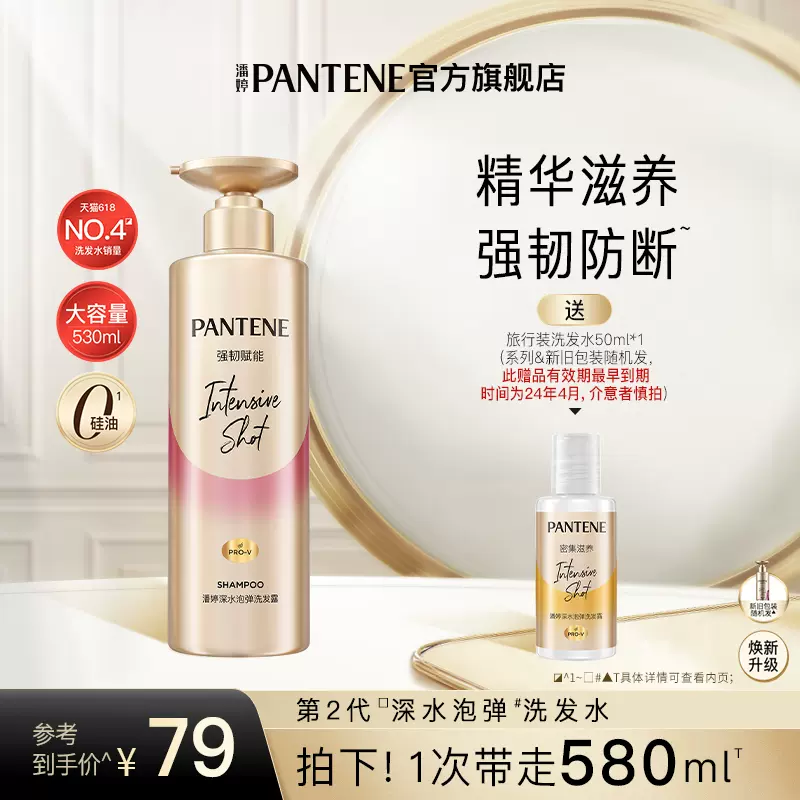 潘婷PANTENE官方旗舰店
精华滋养
强韧防断~
天猫618
NO.4◪
洗发水销量
大容量
530ml
0硅油1
PANTENE
强韧赋能
Intensive
Shot
PRO-V
SHAMPOO
潘婷深水泡弹洗发露
送
旅行装洗发水50ml*1
(系列&新旧包装随机发,
此赠品有效期最早到期
时间为24年4月,介意者慎拍)
PANTENE
密集滋养
Intensive
Shot
潘婷深水泡弹洗发露
PRO-V
T
新旧包装
随机发▲
焕新
升级
◪^1~□#▲T具体详情可查看内页;
参考
到手价^¥79
第2代□深水泡弹#洗发水
拍下!1次带走580mlT